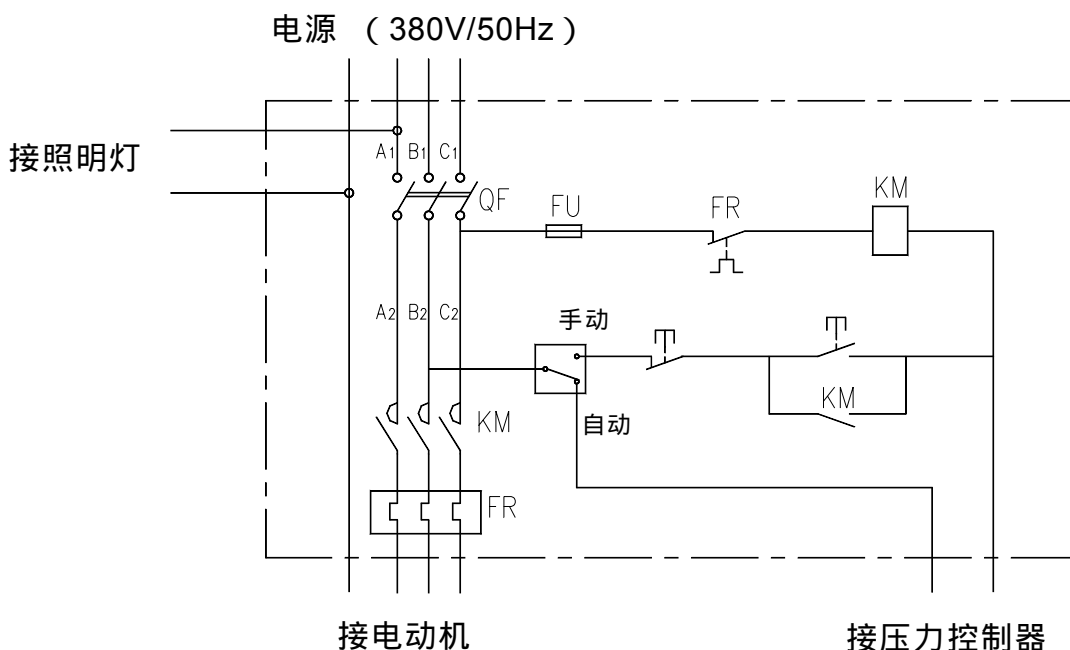 电源 （380V/50Hz）
接照明灯
A1 B1 C1
QF
FU
FR
KM
A2 B2 C2
手动
KM
自动
KM
FR
接电动机
接压力控制器